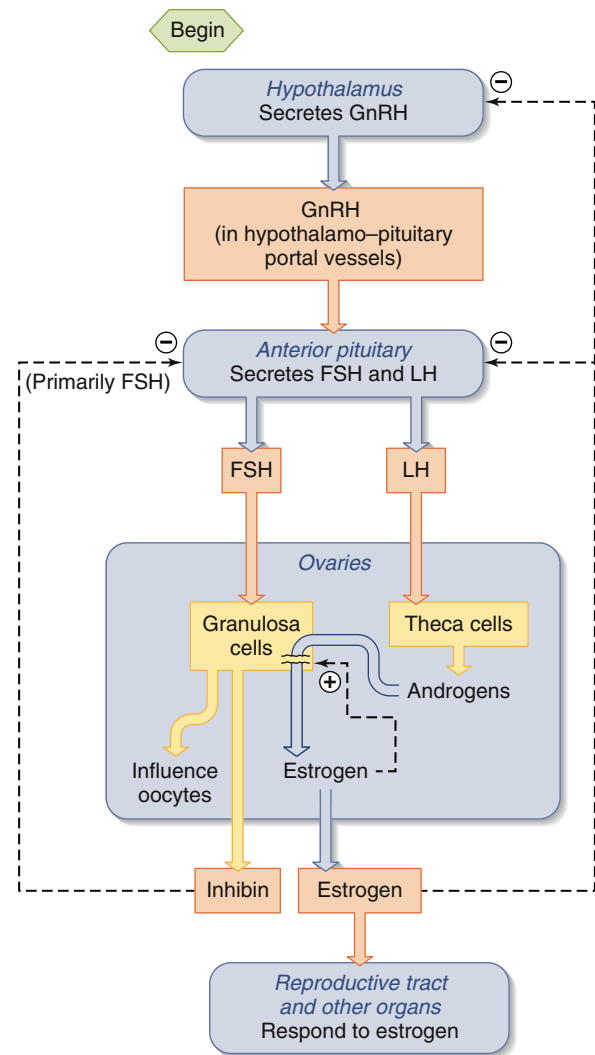 Begin
Hypothalamus
Secretes GnRH
−
GnRH
(in hypothalamo–pituitary
portal vessels)
−
Anterior pituitary
Secretes FSH and LH
−
(Primarily FSH)
FSH
LH
Ovaries
Granulosa
cells
Theca cells
+
Androgens
Influence
oocytes
Estrogen
Inhibin
Estrogen
Reproductive tract
and other organs
Respond to estrogen